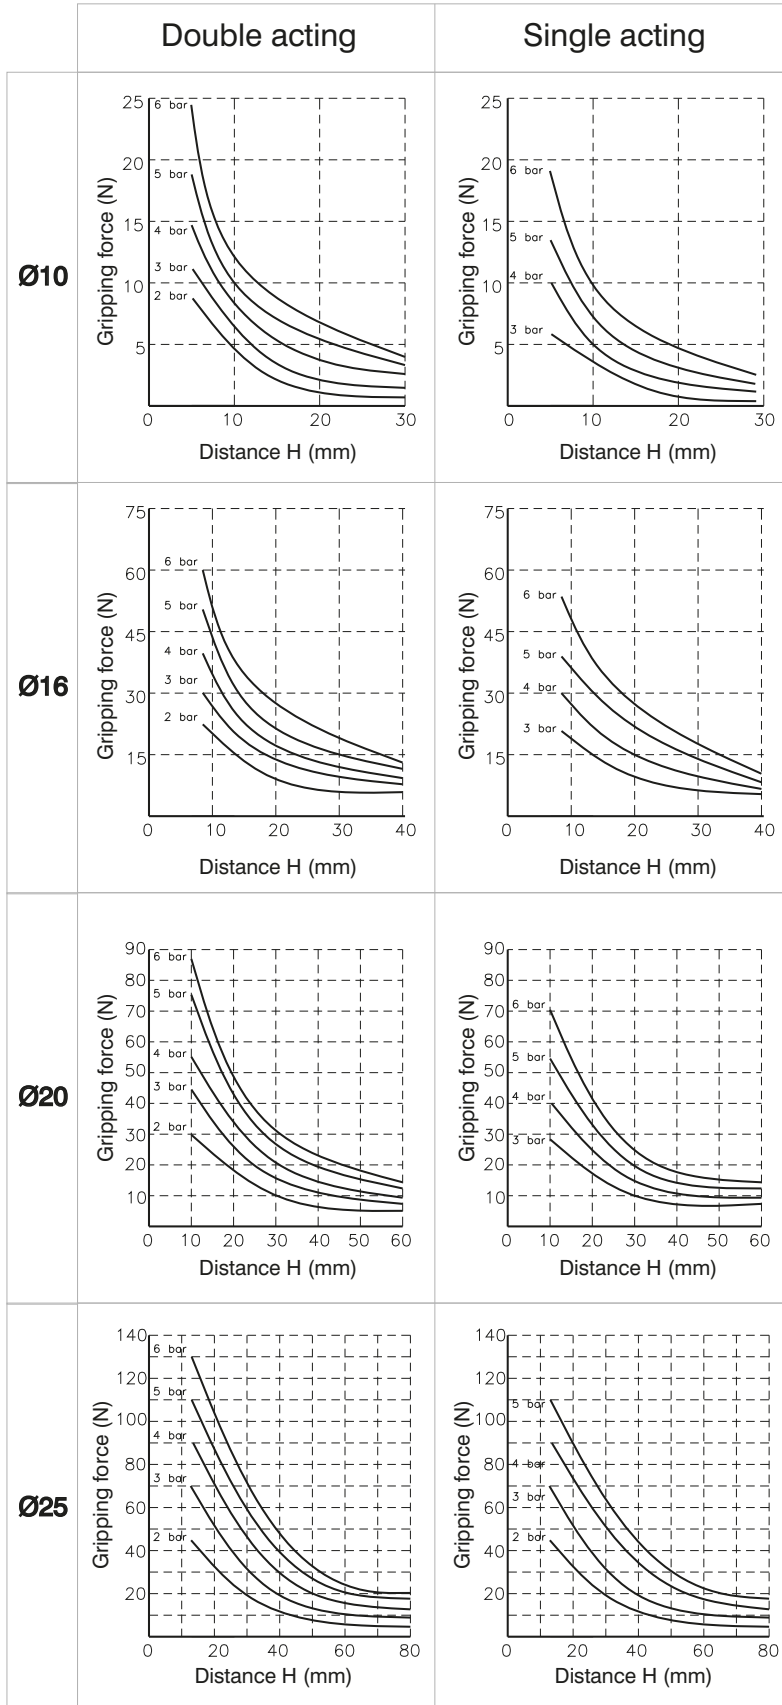 Double acting
Single acting
Ø10
Gripping force (N)
25
20
15
10
5
6 bar
5 bar
4 bar
3 bar
2 bar
0 10 20 30
Distance H (mm)
Gripping force (N)
25
20
15
10
5
6 bar
5 bar
4 bar
3 bar
0 10 20 30
Distance H (mm)
Ø16
Gripping force (N)
75
60
45
30
15
6 bar
5 bar
4 bar
3 bar
2 bar
0 10 20 30 40
Distance H (mm)
Gripping force (N)
75
60
45
30
15
6 bar
5 bar
4 bar
3 bar
0 10 20 30 40
Distance H (mm)
Ø20
Gripping force (N)
90
80
70
60
50
40
30
20
10
6 bar
5 bar
4 bar
3 bar
2 bar
0 10 20 30 40 50 60
Distance H (mm)
Gripping force (N)
90
80
70
60
50
40
30
20
10
6 bar
5 bar
4 bar
3 bar
0 10 20 30 40 50 60
Distance H (mm)
Ø25
Gripping force (N)
140
120
100
80
60
40
20
6 bar
5 bar
4 bar
3 bar
2 bar
0 20 40 60 80
Distance H (mm)
Gripping force (N)
140
120
100
80
60
40
20
5 bar
4 bar
3 bar
2 bar
0 20 40 60 80
Distance H (mm)